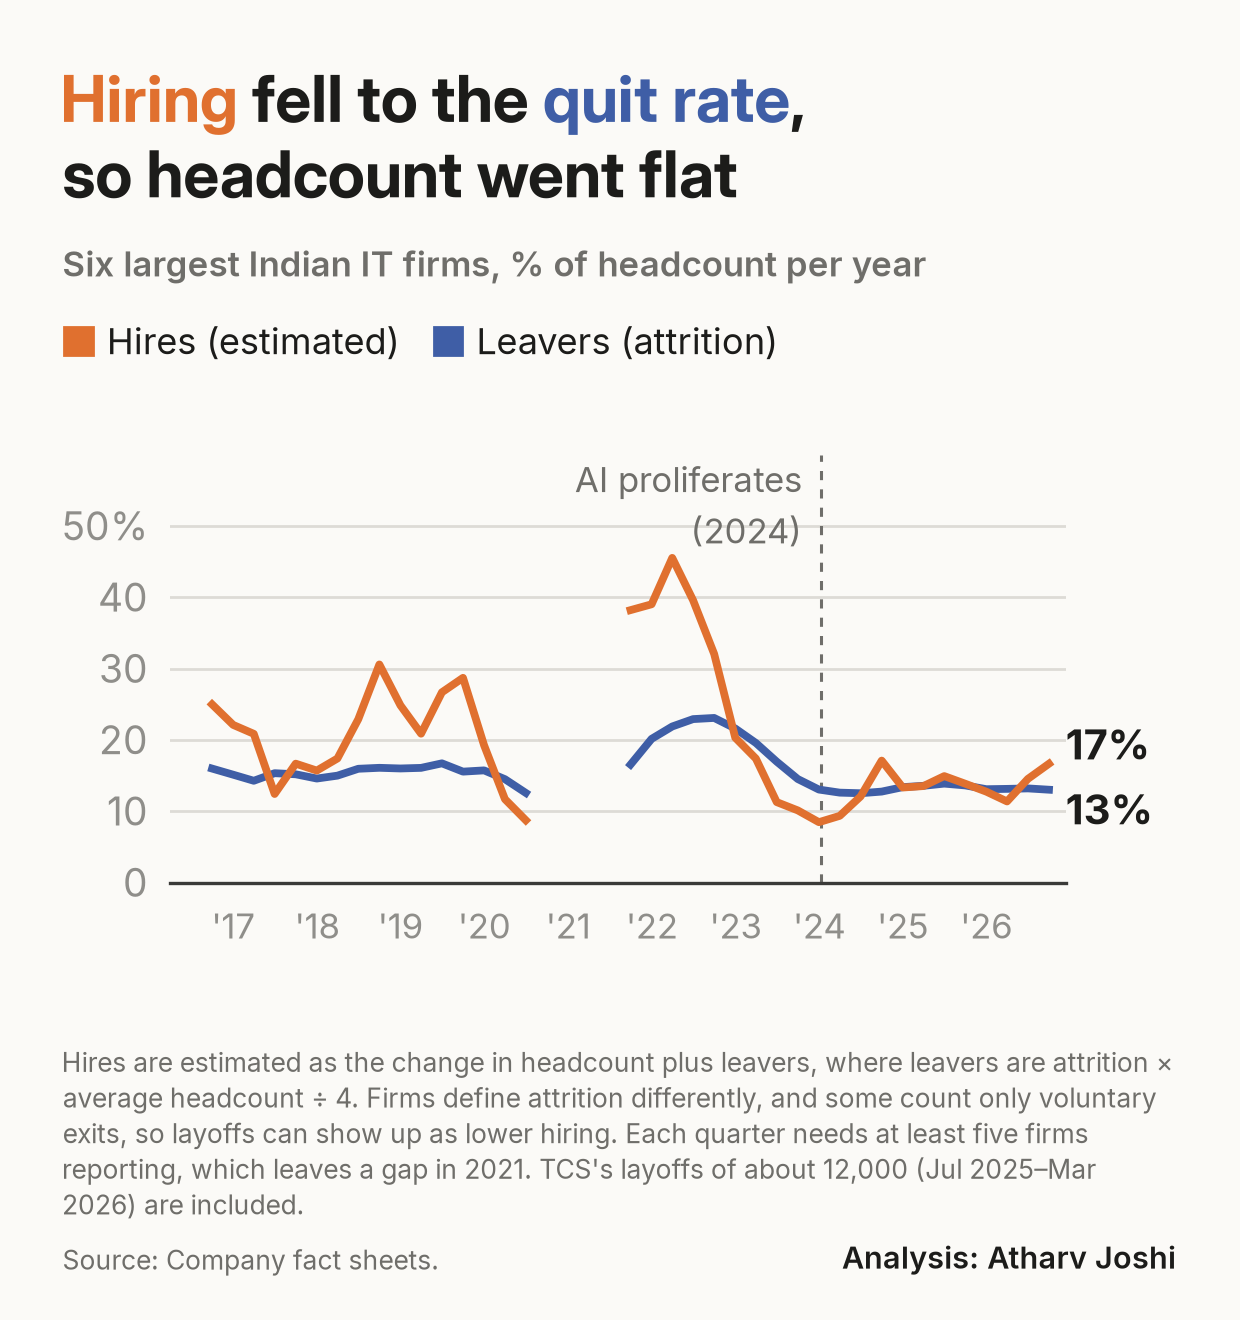 Hiring fell to the quit rate,
so headcount went flat
Six largest Indian IT firms, % of headcount per year
Hires (estimated) Leavers (attrition)
AI proliferates
(2024)
50%
40
30
20
10
0
17%
13%
'17 '18 '19 '20 '21 '22 '23 '24 '25 '26
Hires are estimated as the change in headcount plus leavers, where leavers are attrition ×
average headcount ÷ 4. Firms define attrition differently, and some count only voluntary
exits, so layoffs can show up as lower hiring. Each quarter needs at least five firms
reporting, which leaves a gap in 2021. TCS's layoffs of about 12,000 (Jul 2025–Mar
2026) are included.
Source: Company fact sheets.
Analysis: Atharv Joshi